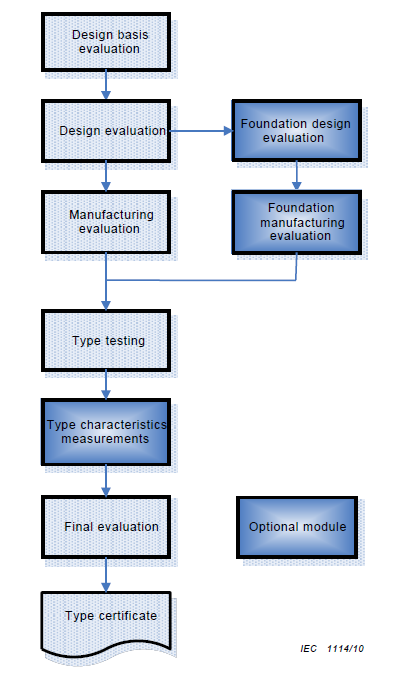 Design basis
evaluation
Design evaluation
Foundation design
evaluation
Manufacturing
evaluation
Foundation
manufacturing
evaluation
Type testing
Type characteristics
measurements
Final evaluation
Optional module
Type certificate
IEC 1114/10